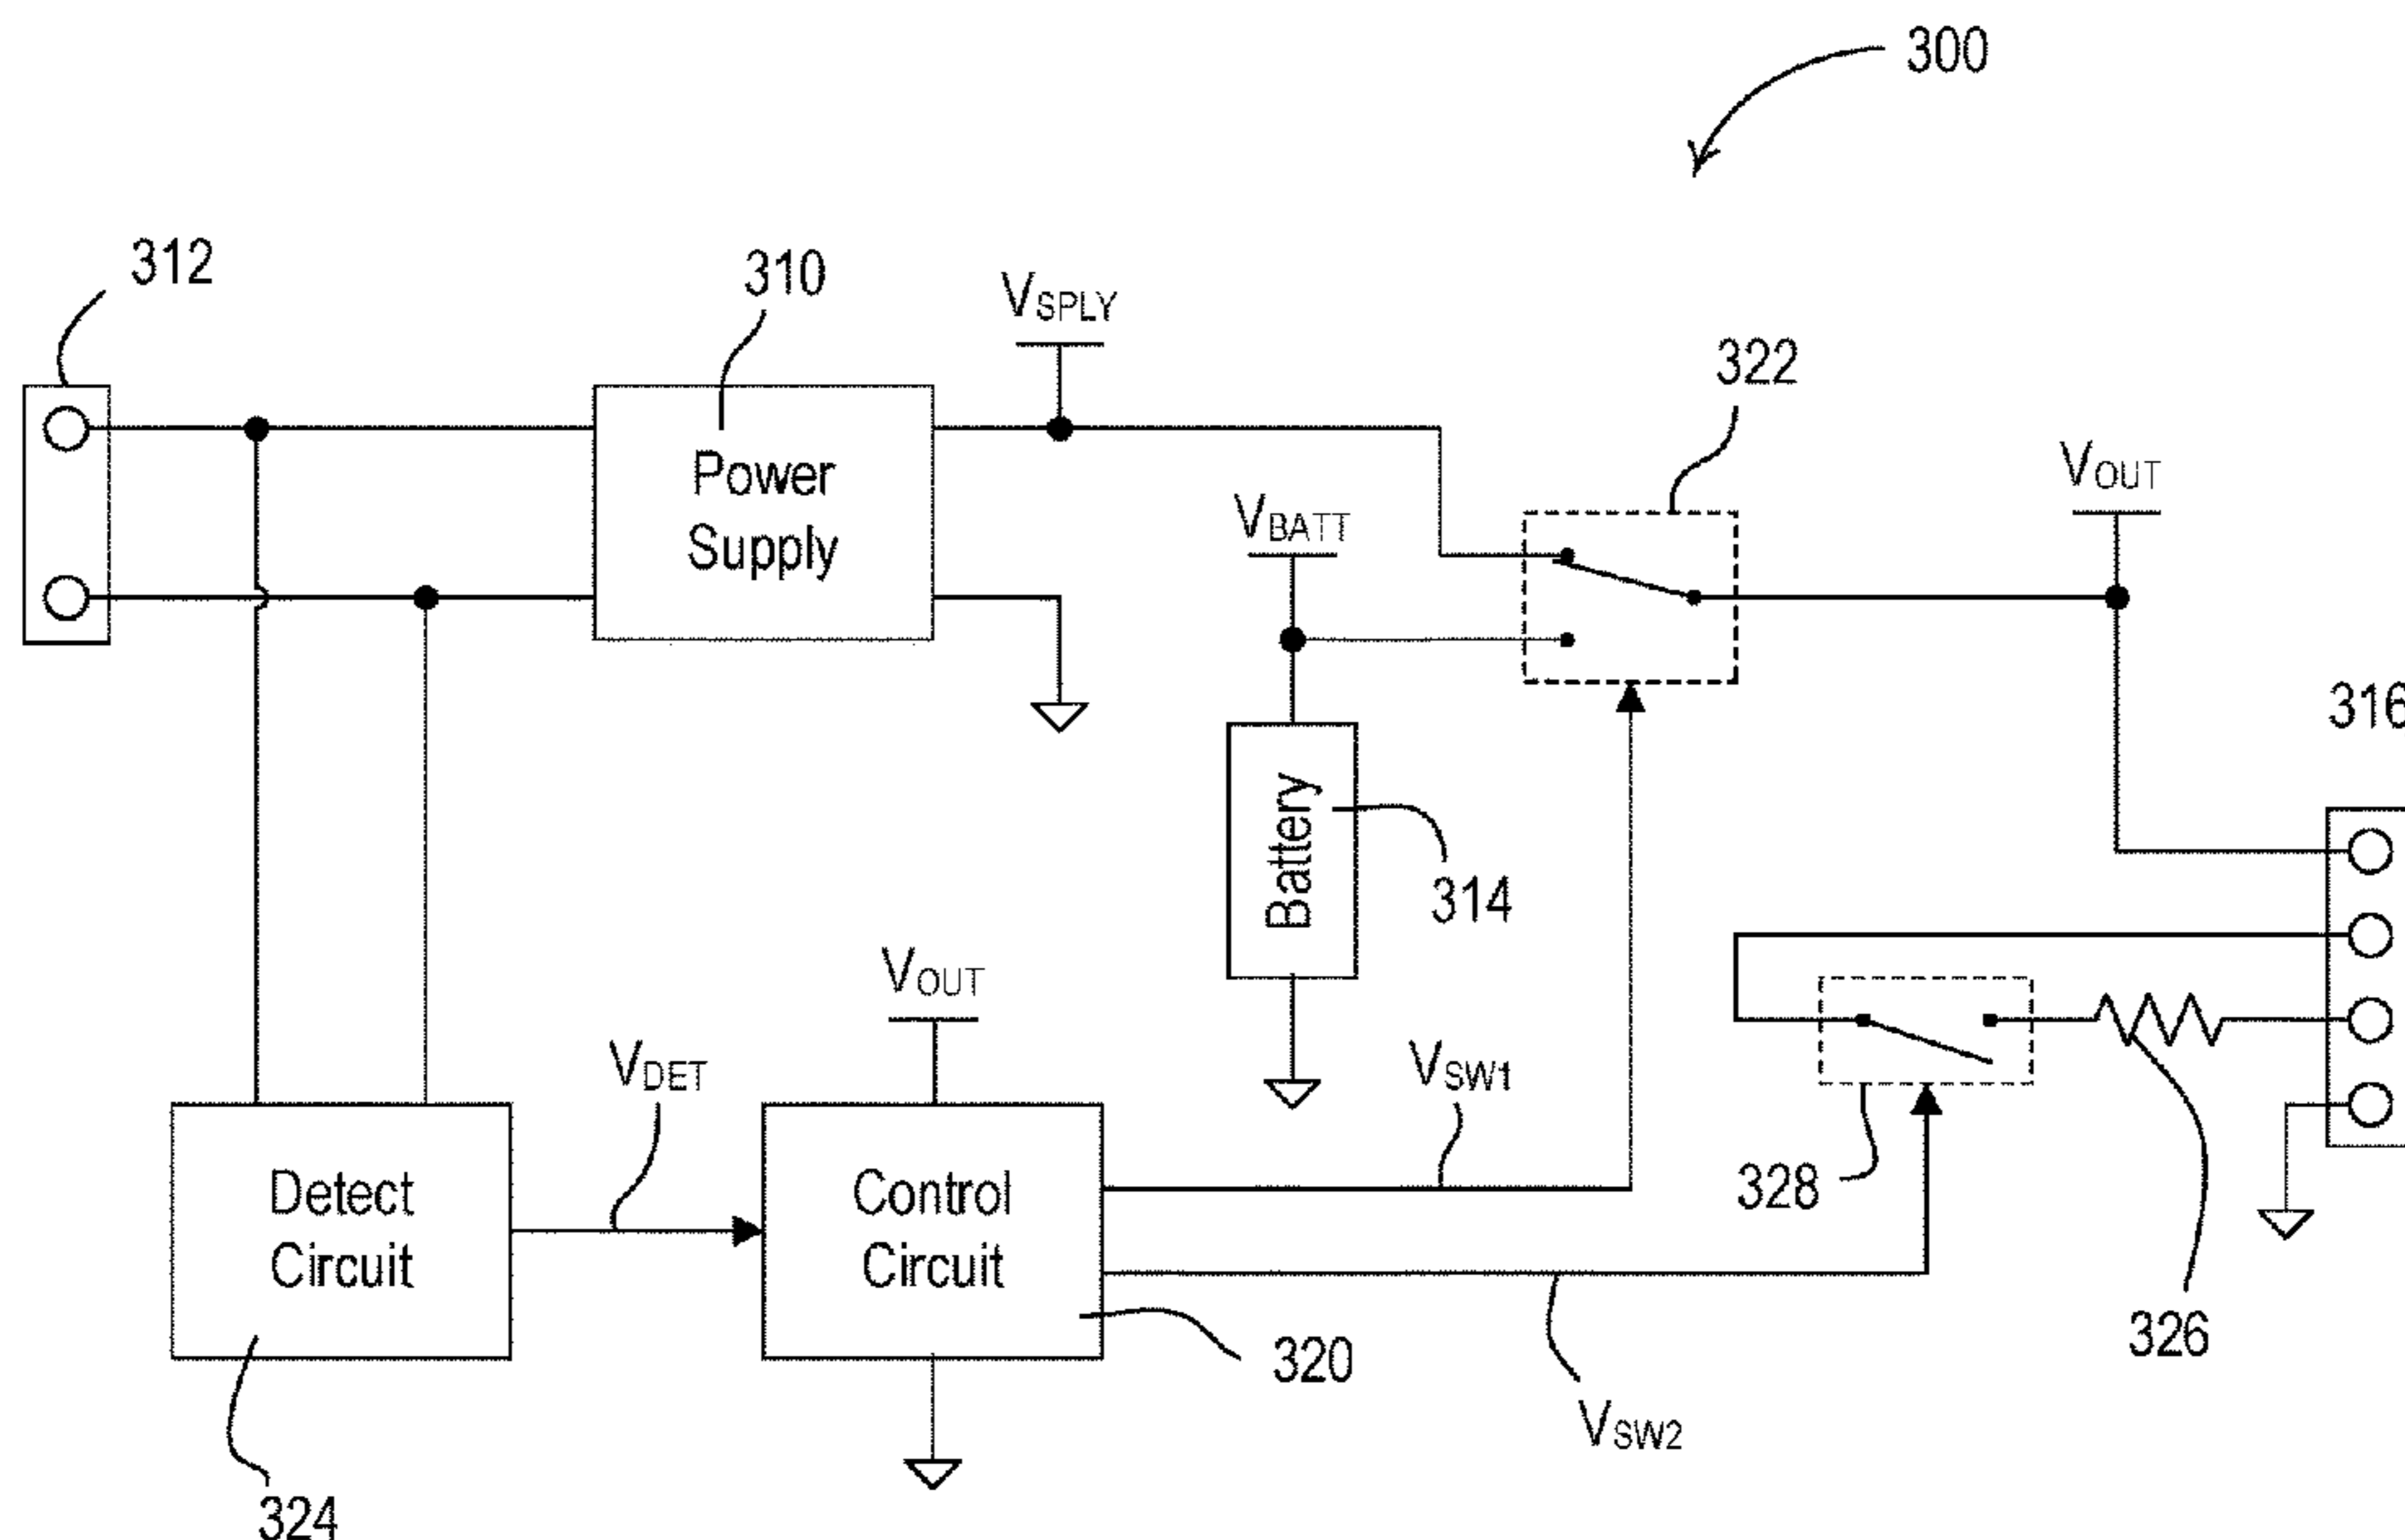 300
312
310
VSPLY
322
Power
Supply
VBATT
VOUT
316
Battery
314
VOUT
VDET
VSW1
328
Detect
Circuit
Control
Circuit
320
326
VSW2
324